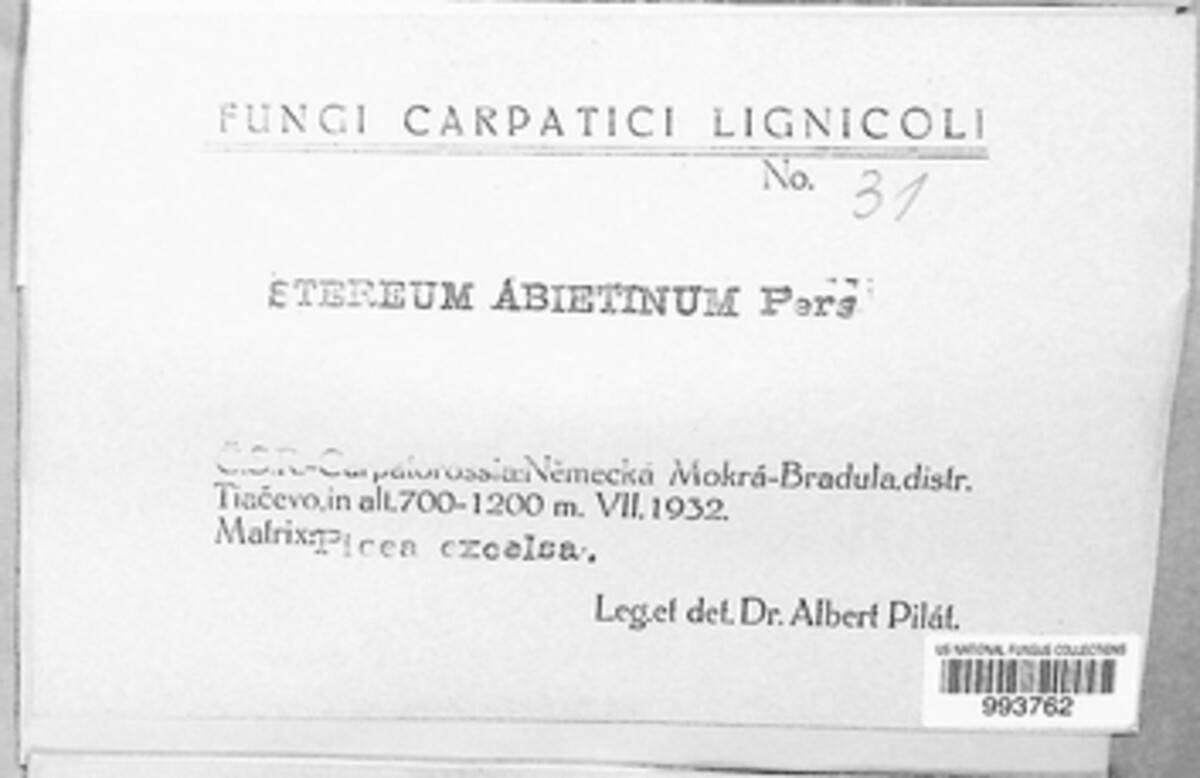 FUNGI CARPATICI LIGNICOLI
No. 31
STEREUM ABIETINUM Pers
Č.S.R.-Carpatorossia: Německá Mokrá-Bradula, distr.
Tiačevo, in alt. 700-1200 m. VII. 1932.
Matrix: Picea excelsa.
Leg. et det. Dr. Albert Pilát.
US NATIONAL FUNGUS COLLECTIONS
993762